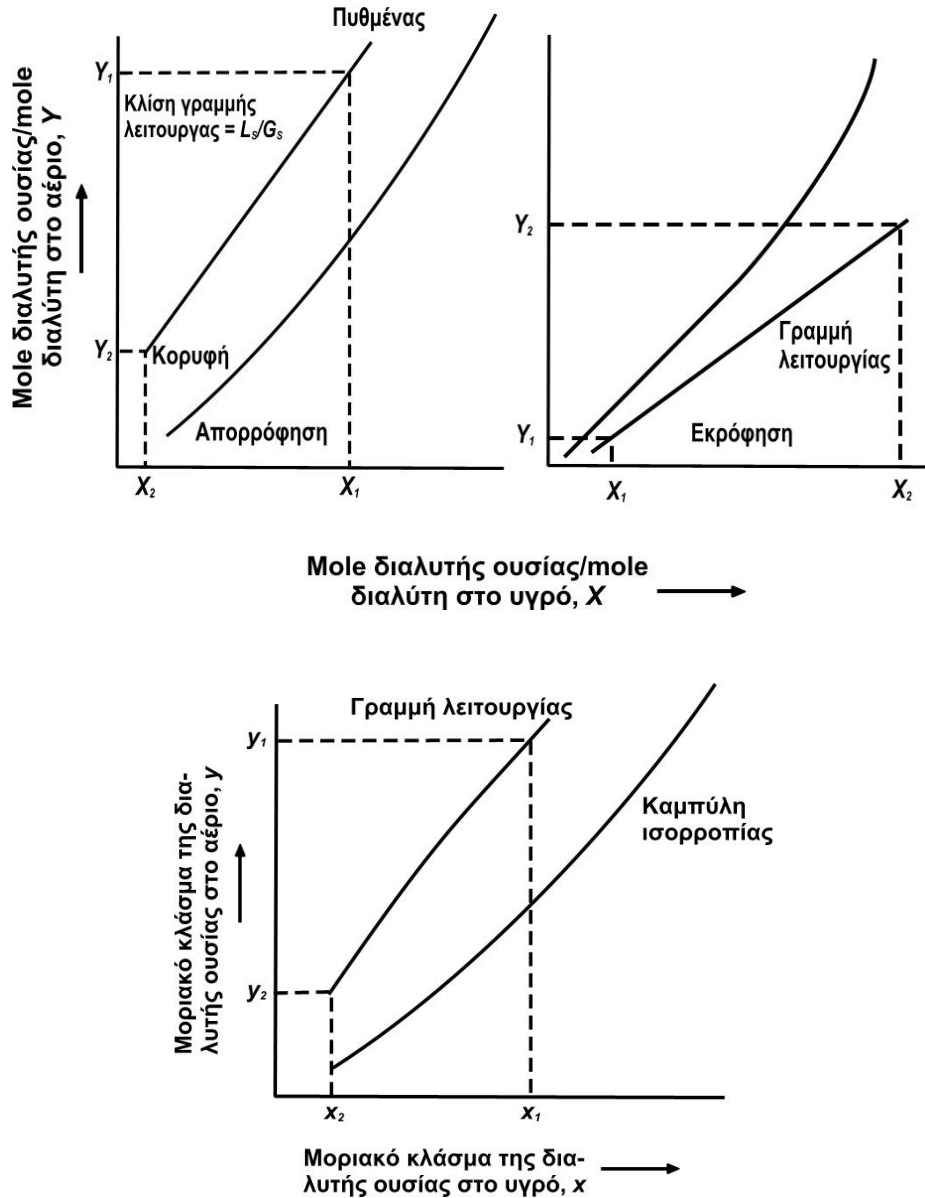 Πυθμένας
Y₁
Κλίση γραμμής
λειτουργας = Lₛ/Gₛ
Y₂
Κορυφή
Απορρόφηση
X₂
X₁
Mole διαλυτής ουσίας/mole
διαλύτη στο αέριο, Y
Y₂
Γραμμή
λειτουργίας
Y₁
Εκρόφηση
X₁
X₂
Mole διαλυτής ουσίας/mole
διαλύτη στο υγρό, X
Γραμμή λειτουργίας
y₁
Καμπύλη
ισορροπίας
y₂
x₂
x₁
Μοριακό κλάσμα της δια-
λυτής ουσίας στο αέριο, y
Μοριακό κλάσμα της δια-
λυτής ουσίας στο υγρό, x